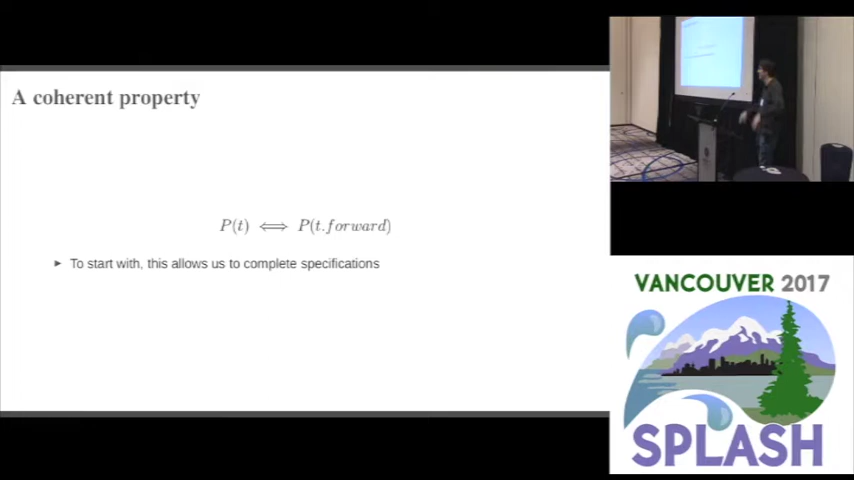 A coherent property
P(t) ⟺ P(t.forward)
► To start with, this allows us to complete specifications
VANCOUVER 2017
SPLASH